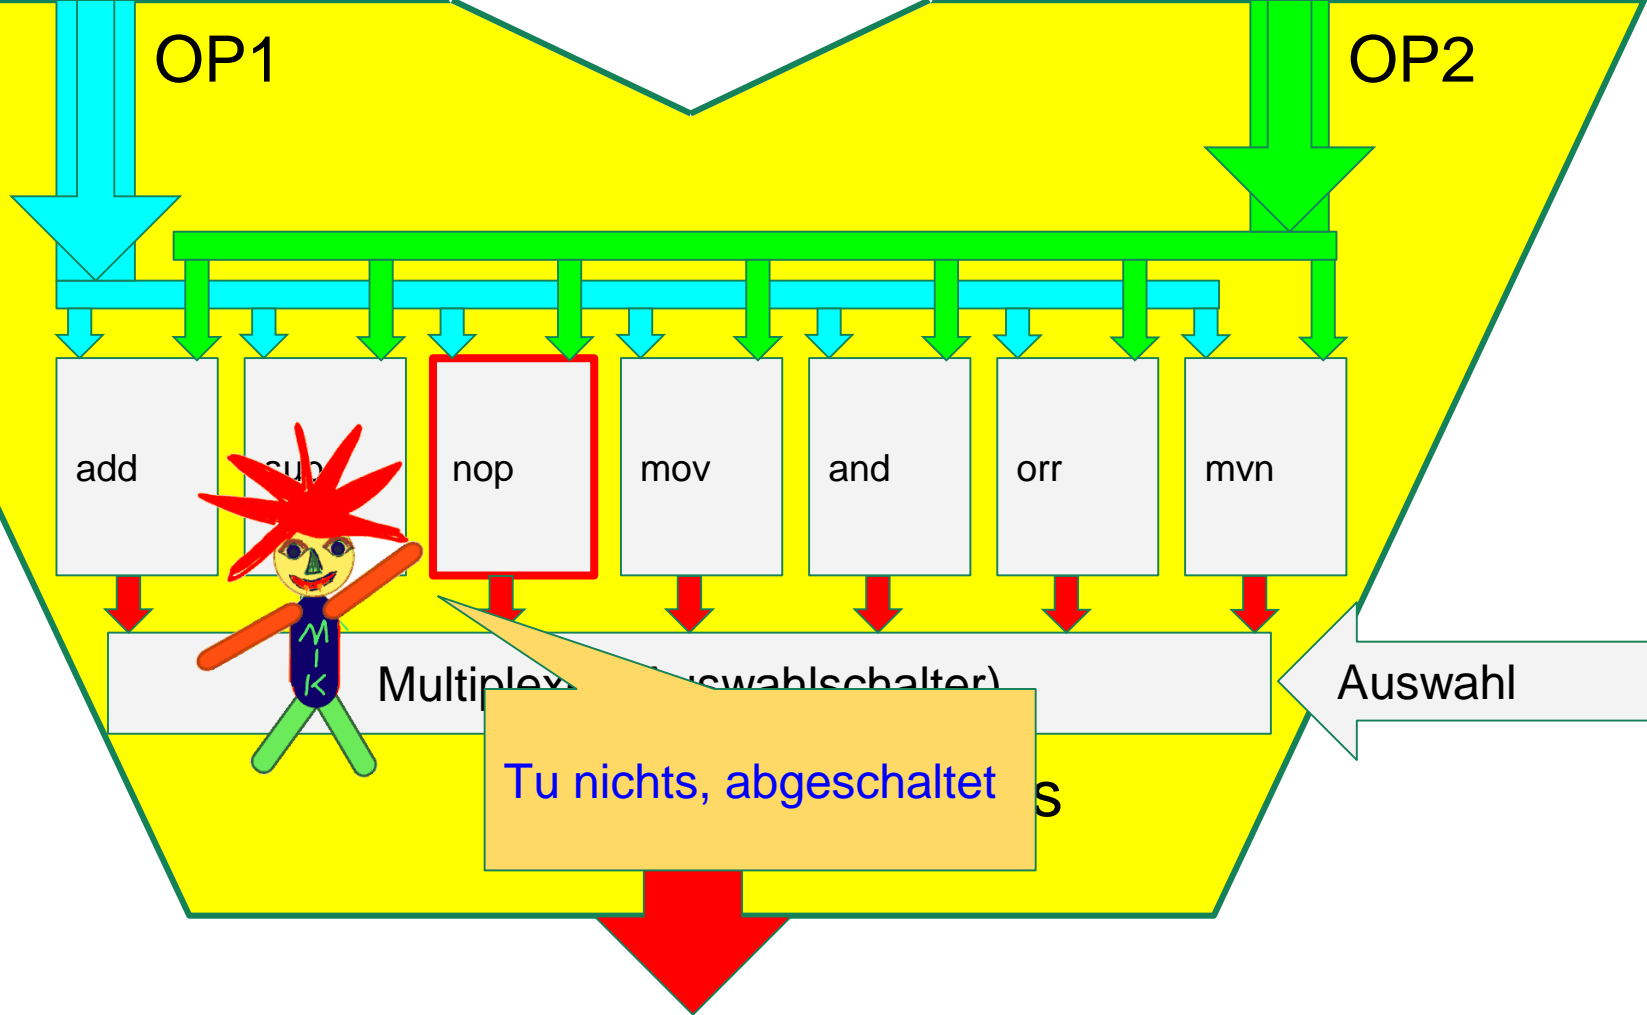 OP1
OP2
add
nop
mov
and
orr
mvn
MIK
Auswahl
Tu nichts, abgeschaltet